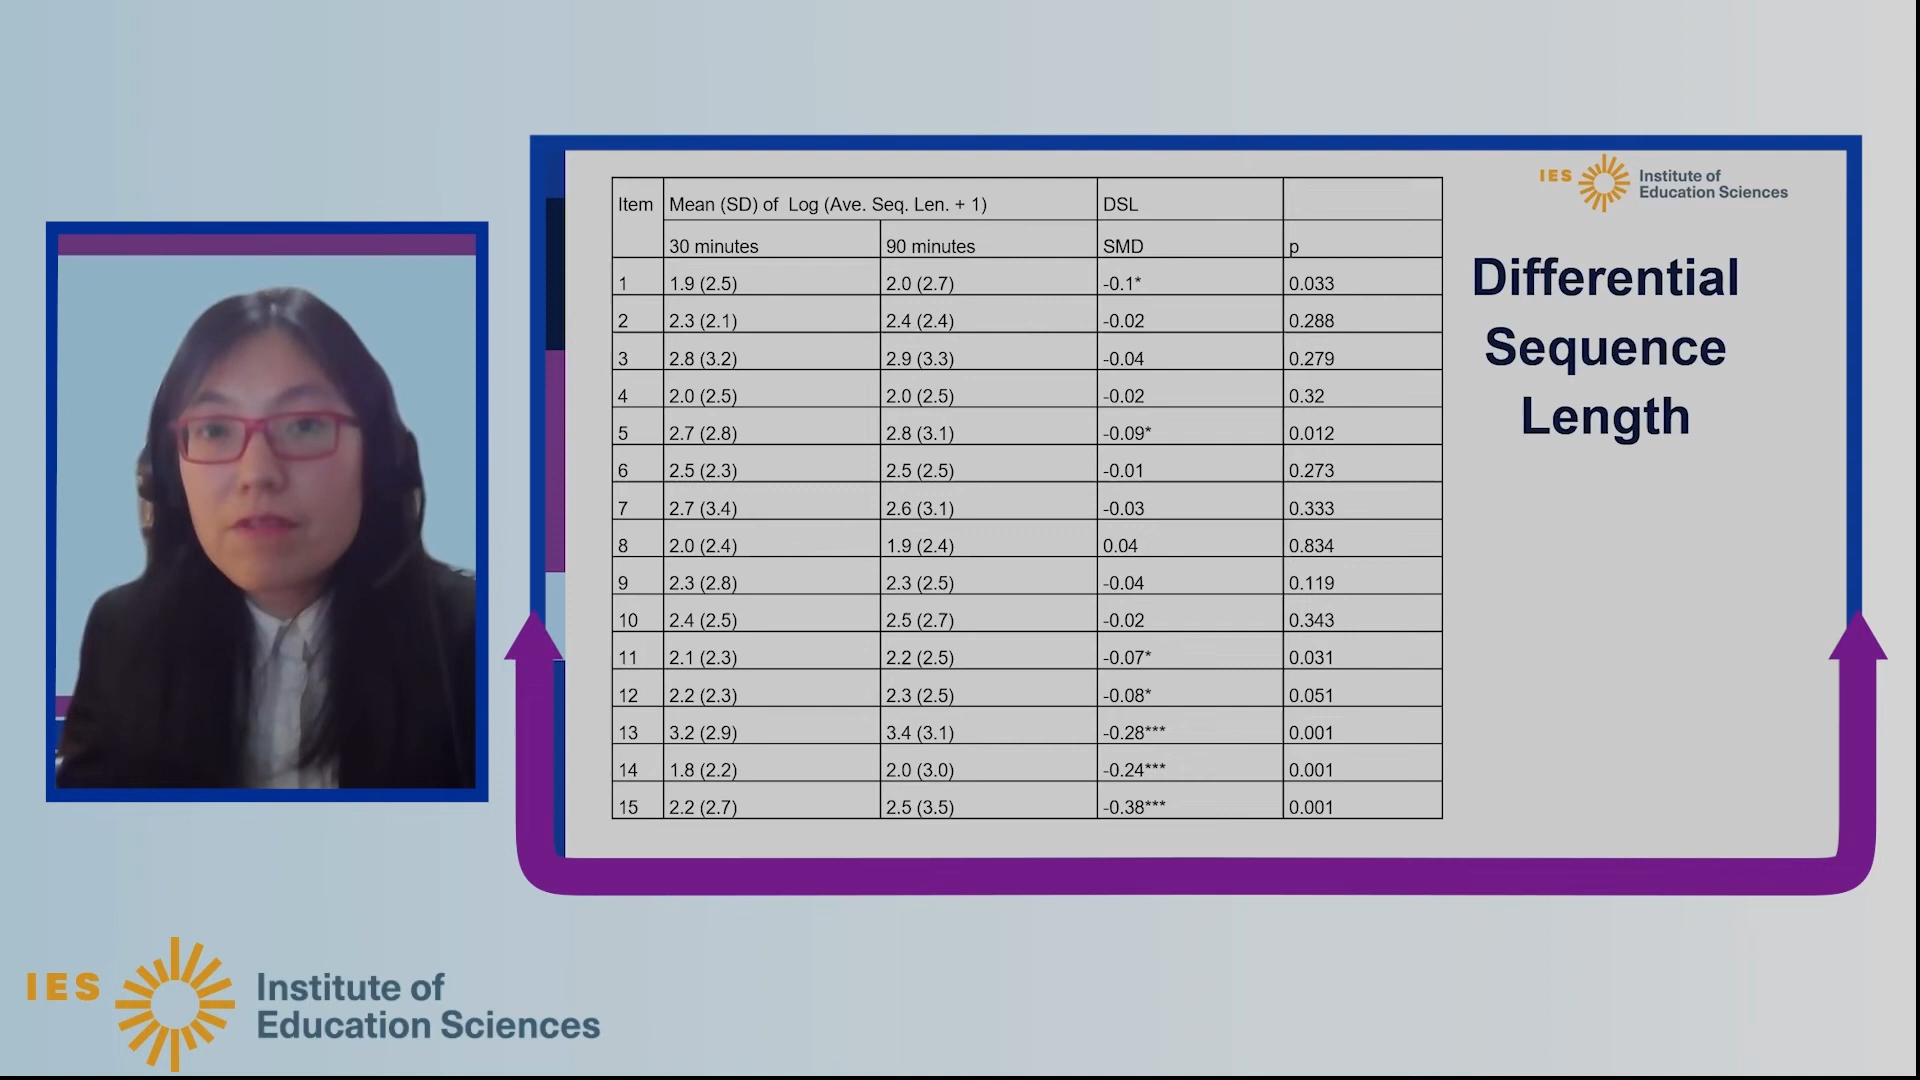 IES Institute of
Education Sciences
Differential
Sequence
Length
Item Mean (SD) of Log (Ave. Seq. Len. + 1) DSL
30 minutes 90 minutes SMD p
1 1.9 (2.5) 2.0 (2.7) -0.1* 0.033
2 2.3 (2.1) 2.4 (2.4) -0.02 0.288
3 2.8 (3.2) 2.9 (3.3) -0.04 0.279
4 2.0 (2.5) 2.0 (2.5) -0.02 0.32
5 2.7 (2.8) 2.8 (3.1) -0.09* 0.012
6 2.5 (2.3) 2.5 (2.5) -0.01 0.273
7 2.7 (3.4) 2.6 (3.1) -0.03 0.333
8 2.0 (2.4) 1.9 (2.4) 0.04 0.834
9 2.3 (2.8) 2.3 (2.5) -0.04 0.119
10 2.4 (2.5) 2.5 (2.7) -0.02 0.343
11 2.1 (2.3) 2.2 (2.5) -0.07* 0.031
12 2.2 (2.3) 2.3 (2.5) -0.08* 0.051
13 3.2 (2.9) 3.4 (3.1) -0.28*** 0.001
14 1.8 (2.2) 2.0 (3.0) -0.24*** 0.001
15 2.2 (2.7) 2.5 (3.5) -0.38*** 0.001
IES Institute of
Education Sciences